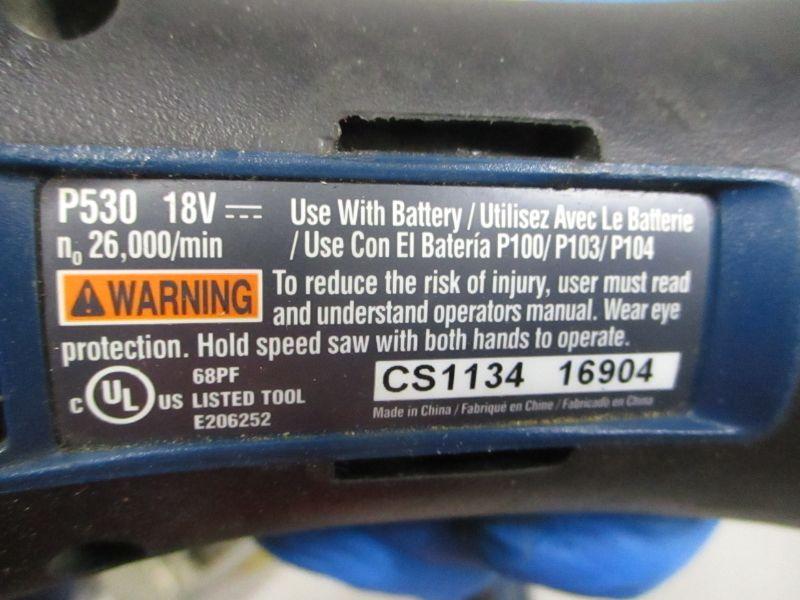 P530 18V ⎓ Use With Battery / Utilisez Avec Le Batterie
n₀ 26,000/min / Use Con El Batería P100/ P103/ P104
WARNING To reduce the risk of injury, user must read
and understand operators manual. Wear eye
protection. Hold speed saw with both hands to operate.
C UL US 68PF
LISTED TOOL
E206252
CS1134 16904
Made in China / Fabriqué en Chine / Fabricado en China